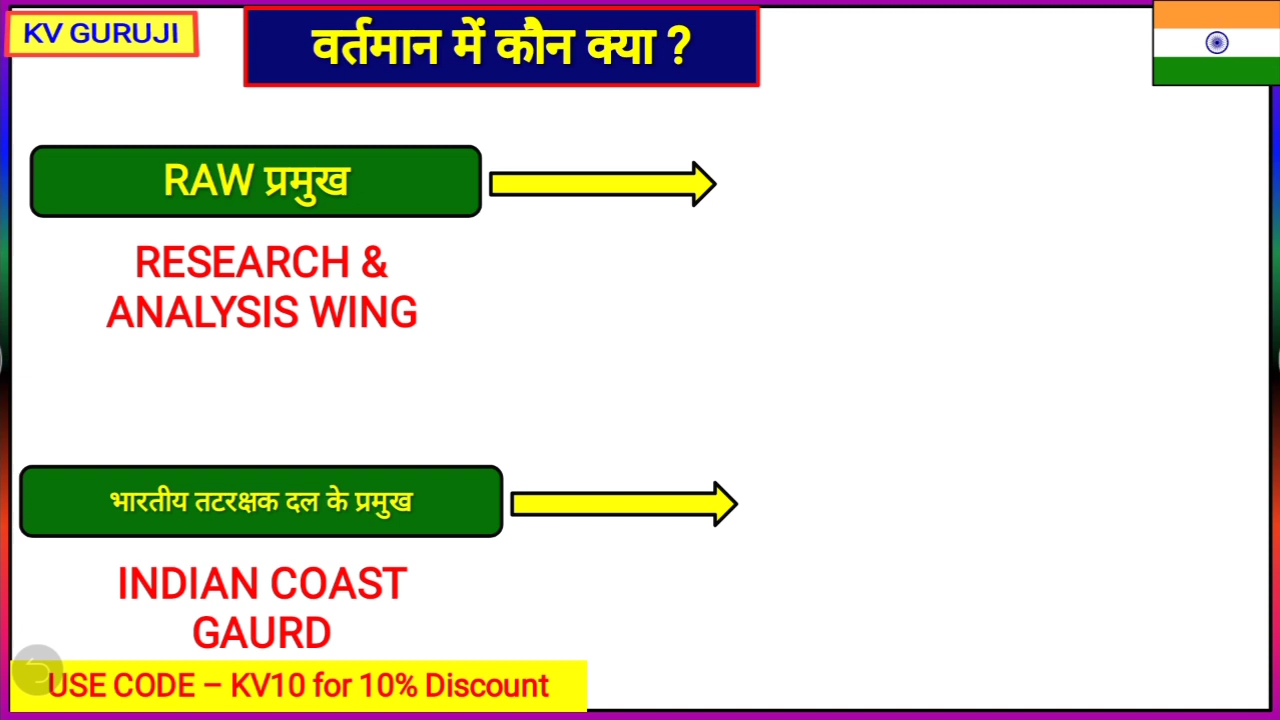 KV GURUJI
वर्तमान में कौन क्या ?
RAW प्रमुख
RESEARCH &
ANALYSIS WING
भारतीय तटरक्षक दल के प्रमुख
INDIAN COAST
GAURD
USE CODE – KV10 for 10% Discount